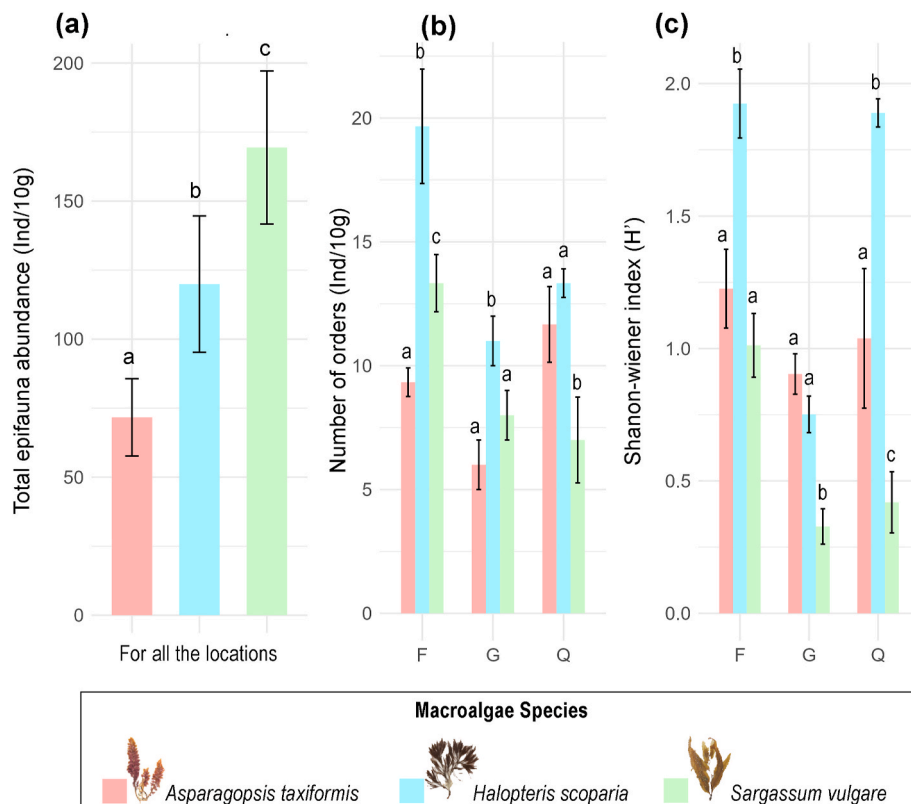 (a)
(b)
(c)
Total epifauna abundance (Ind/10g)
200
150
100
50
0
a
b
c
For all the locations
Number of orders (Ind/10g)
20
15
10
5
0
a
b
c
a
b
a
a
a
b
F
G
Q
Shanon-wiener index (H’)
2.0
1.5
1.0
0.5
0.0
a
b
a
a
a
b
a
b
c
F
G
Q
Macroalgae Species
Asparagopsis taxiformis
Halopteris scoparia
Sargassum vulgare